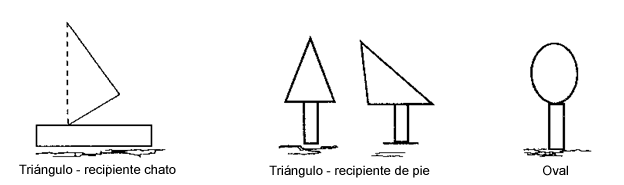 Triángulo - recipiente chato
Triángulo - recipiente de pie
Oval